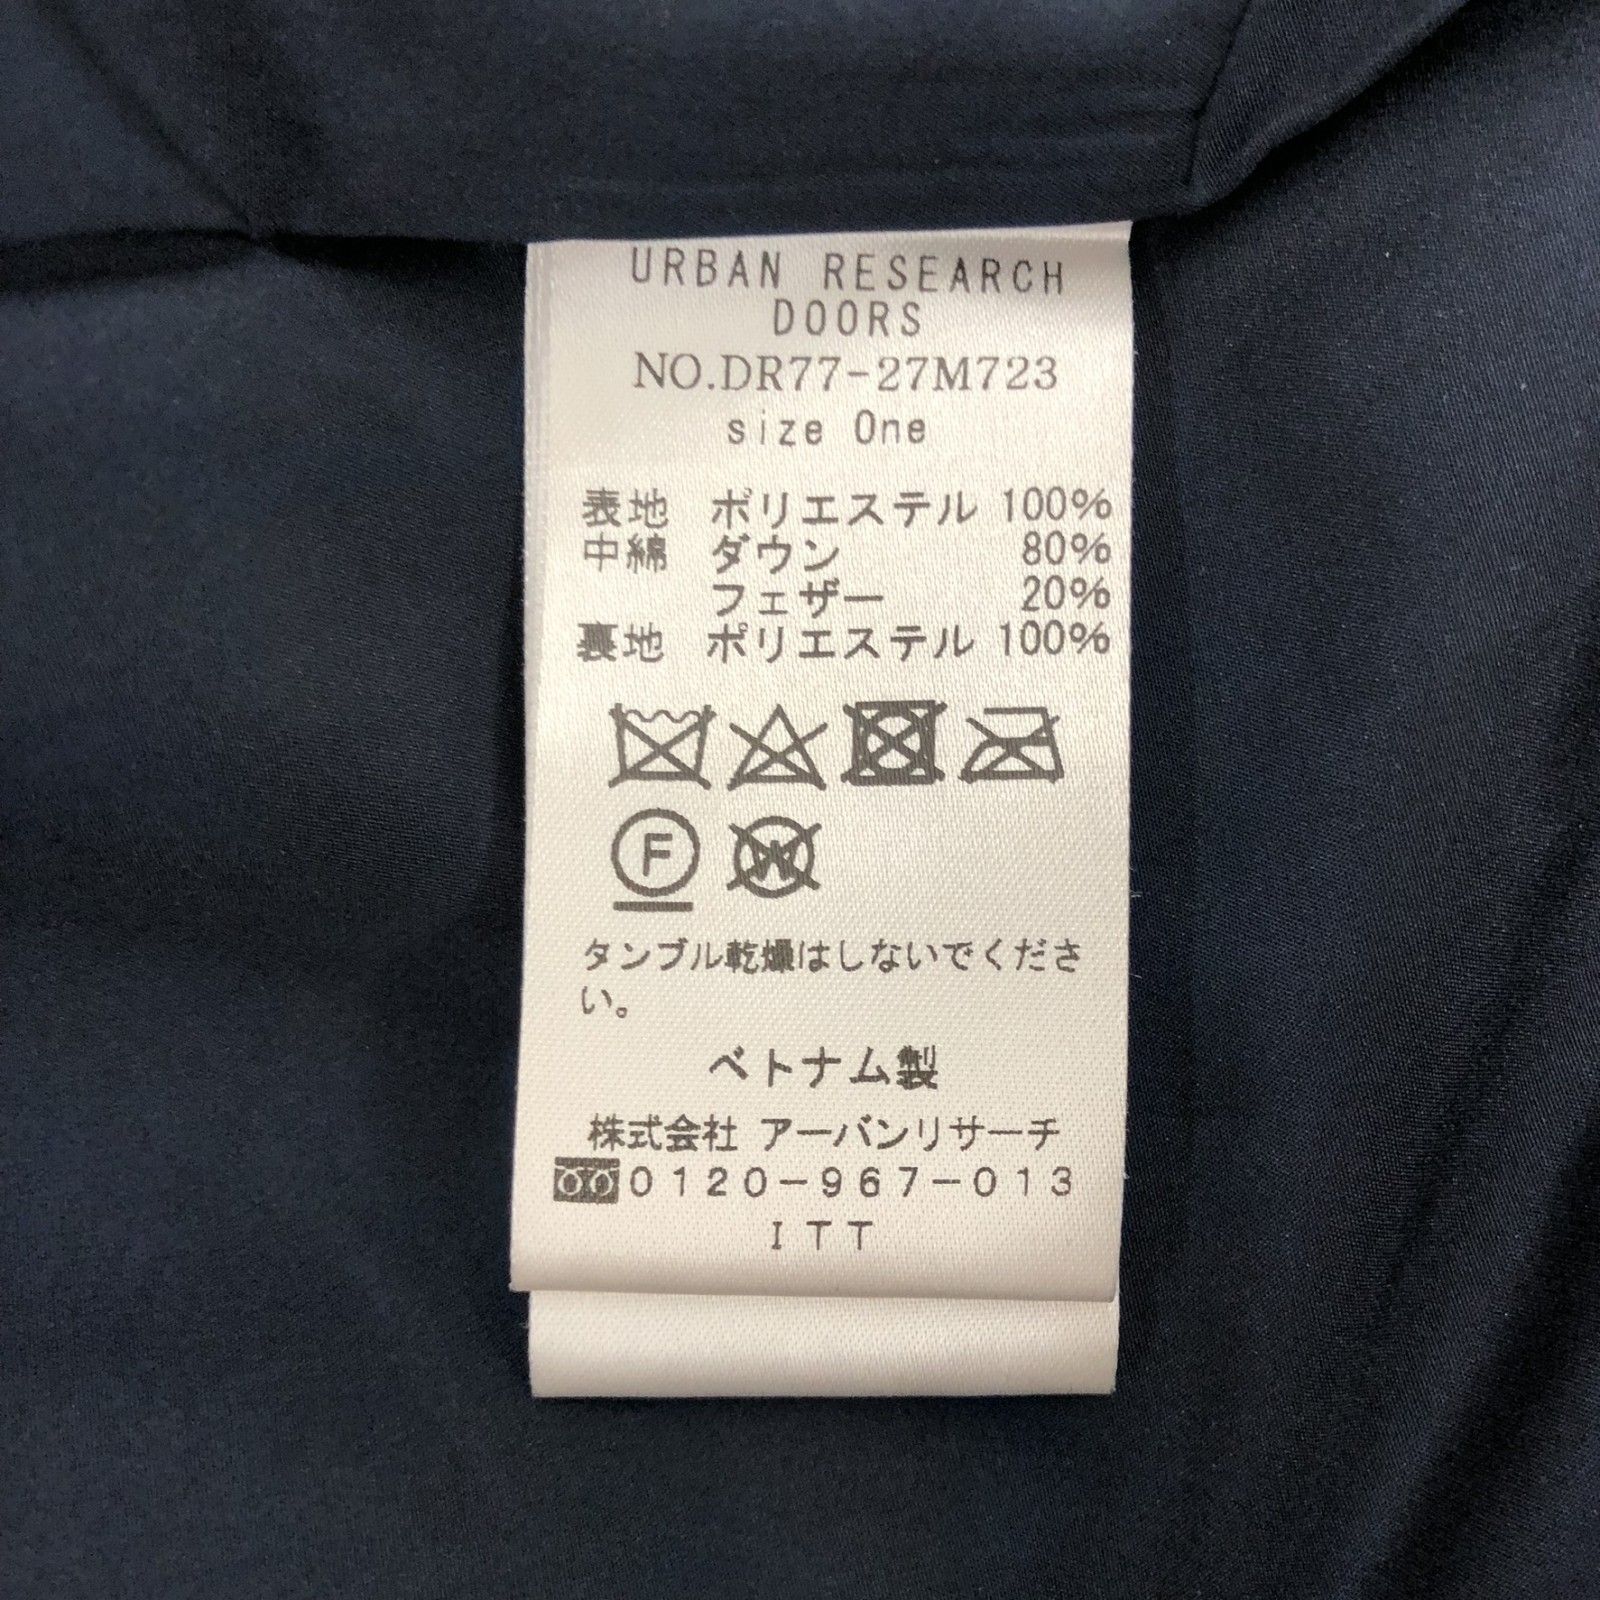 URBAN RESEARCH
DOORS
NO.DR77-27M723
size One
表地 ポリエステル 100%
中綿 ダウン 80%
フェザー 20%
裏地 ポリエステル 100%
F
W
タンブル乾燥はしないでくださ
い。
ベトナム製
株式会社 アーバンリサーチ
0120-967-013
ITT